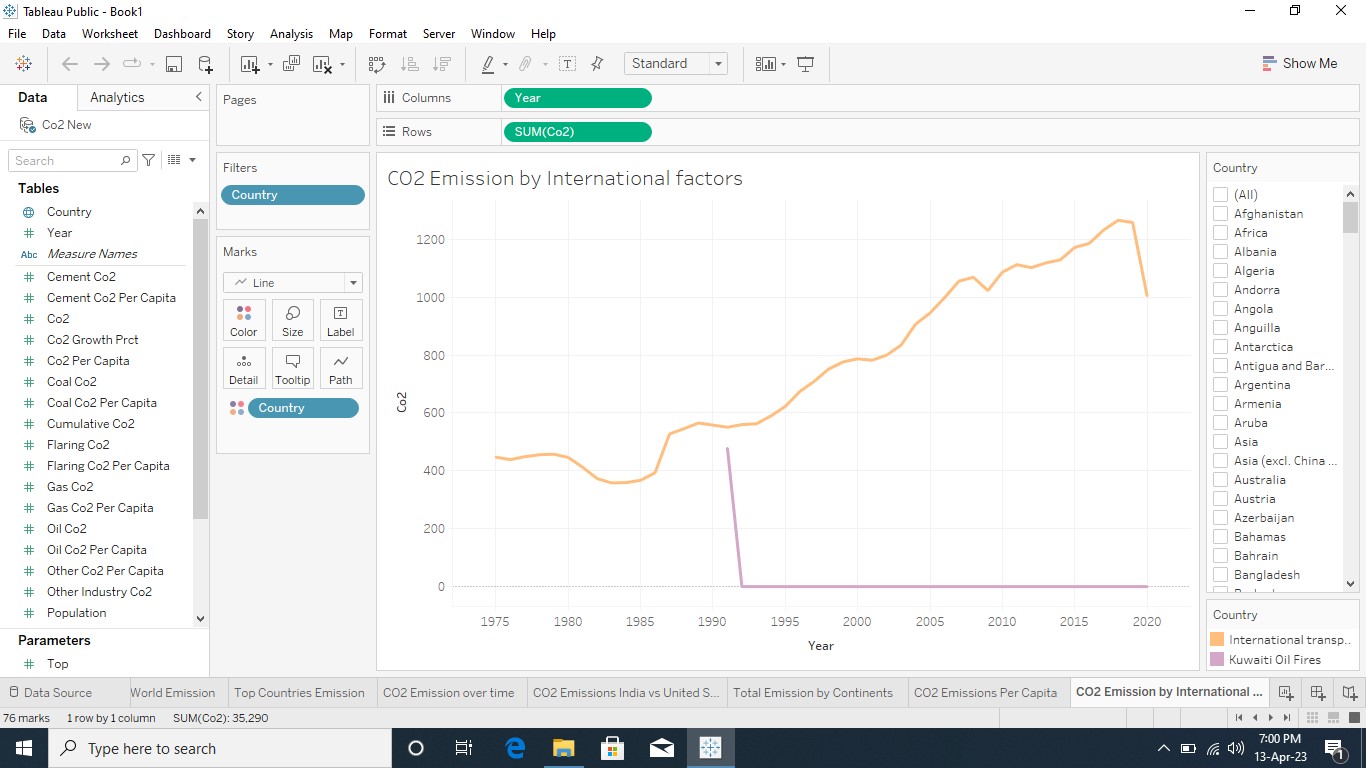 Tableau Public - Book1
File Data Worksheet Dashboard Story Analysis Map Format Server Window Help
Standard
Show Me
Data Analytics
Co2 New
Search
Tables
Country
Year
Measure Names
Cement Co2
Cement Co2 Per Capita
Co2
Co2 Growth Prct
Co2 Per Capita
Coal Co2
Coal Co2 Per Capita
Cumulative Co2
Flaring Co2
Flaring Co2 Per Capita
Gas Co2
Gas Co2 Per Capita
Oil Co2
Oil Co2 Per Capita
Other Co2 Per Capita
Other Industry Co2
Population
Parameters
Top
Pages
Filters
Country
Marks
Line
Color Size Label
Detail Tooltip Path
Country
Columns Year
Rows SUM(Co2)
CO2 Emission by International factors
1200
1000
800
600
400
200
0
Co2
1975 1980 1985 1990 1995 2000 2005 2010 2015 2020
Year
Country
(All)
Afghanistan
Africa
Albania
Algeria
Andorra
Angola
Anguilla
Antarctica
Antigua and Bar...
Argentina
Armenia
Aruba
Asia
Asia (excl. China ...
Australia
Austria
Azerbaijan
Bahamas
Bahrain
Bangladesh
Country
International transp..
Kuwaiti Oil Fires
Data Source World Emission Top Countries Emission CO2 Emission over time CO2 Emissions India vs United S... Total Emission by Continents CO2 Emissions Per Capita CO2 Emission by International ...
76 marks 1 row by 1 column SUM(Co2): 35,290
Type here to search
7:00 PM
13-Apr-23
1